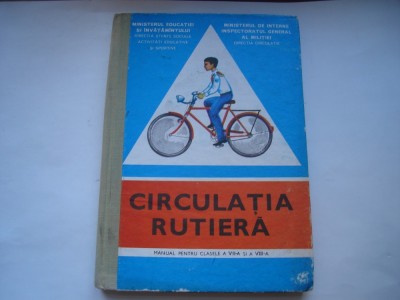 MINISTERUL EDUCAȚIEI
ȘI ÎNVĂȚĂMÎNTULUI
MINISTERUL DE INTERNE
INSPECTORATUL GENERAL
AL MILIȚIEI
DIRECȚIA CIRCULAȚIE
CIRCULAȚIA
RUTIERĂ
MANUAL PENTRU CLASELE A VII-A ȘI A VIII-A